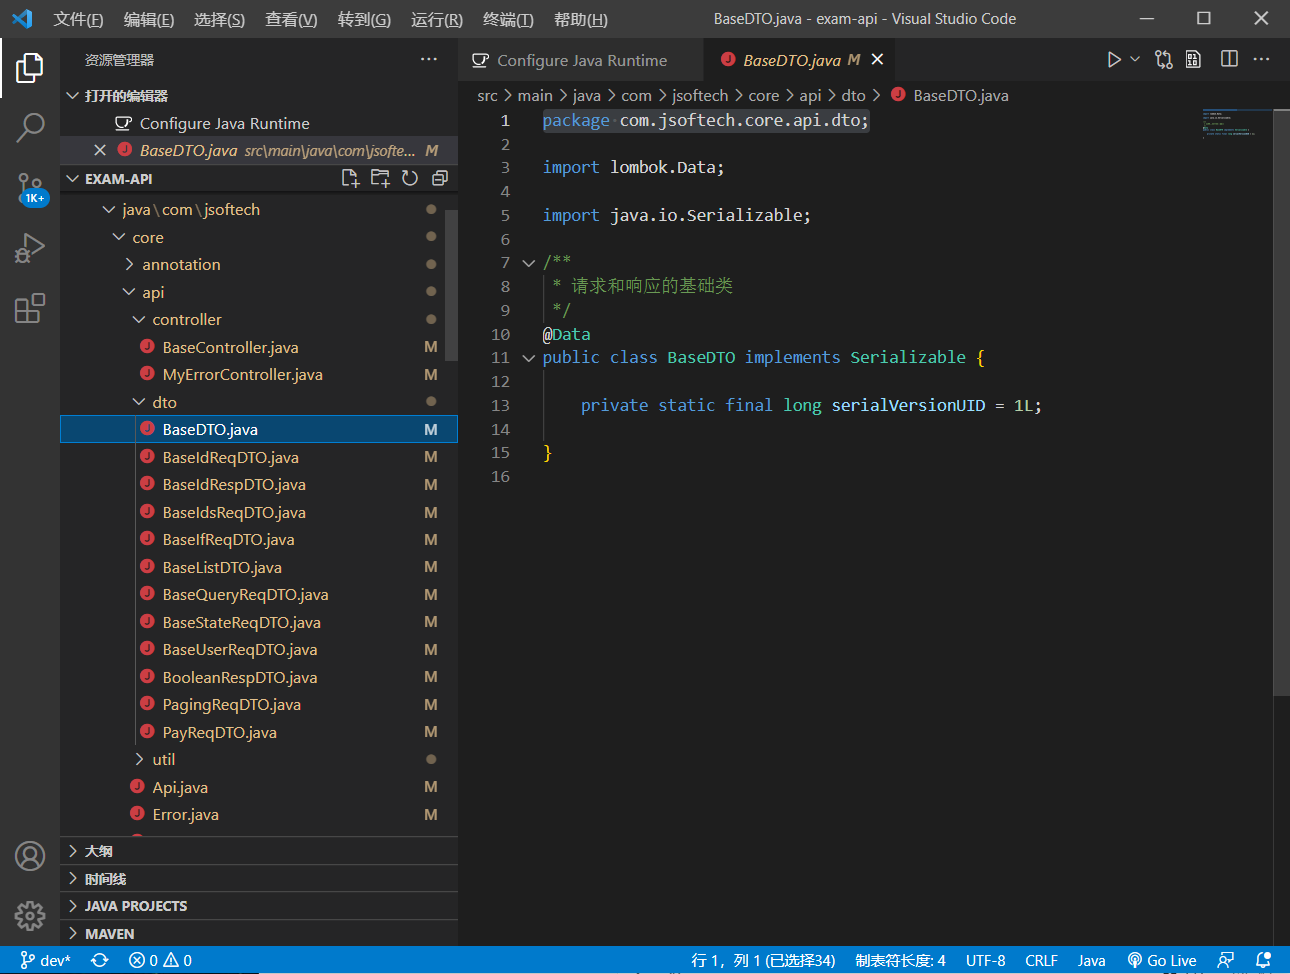 文件(F) 编辑(E) 选择(S) 查看(V) 转到(G) 运行(R) 终端(T) 帮助(H) BaseDTO.java - exam-api - Visual Studio Code
资源管理器
打开的编辑器
Configure Java Runtime
BaseDTO.java src\main\java\com\jsofte... M
EXAM-API
1K+
java\com\jsoftech
core
annotation
api
controller
BaseController.java M
MyErrorController.java M
dto
BaseDTO.java M
BaseIdReqDTO.java M
BaseIdRespDTO.java M
BaseIdsReqDTO.java M
BaseIfReqDTO.java M
BaseListDTO.java M
BaseQueryReqDTO.java M
BaseStateReqDTO.java M
BaseUserReqDTO.java M
BooleanRespDTO.java M
PagingReqDTO.java M
PayReqDTO.java M
util
Api.java M
Error.java M
大纲
时间线
JAVA PROJECTS
MAVEN
Configure Java Runtime BaseDTO.java M
src > main > java > com > jsoftech > core > api > dto > BaseDTO.java
1 package com.jsoftech.core.api.dto;
2
3 import lombok.Data;
4
5 import java.io.Serializable;
6
7 /**
8 * 请求和响应的基础类
9 */
10 @Data
11 public class BaseDTO implements Serializable {
12
13 private static final long serialVersionUID = 1L;
14
15 }
16
dev* 0 0 行 1，列 1 (已选择34) 制表符长度: 4 UTF-8 CRLF Java Go Live